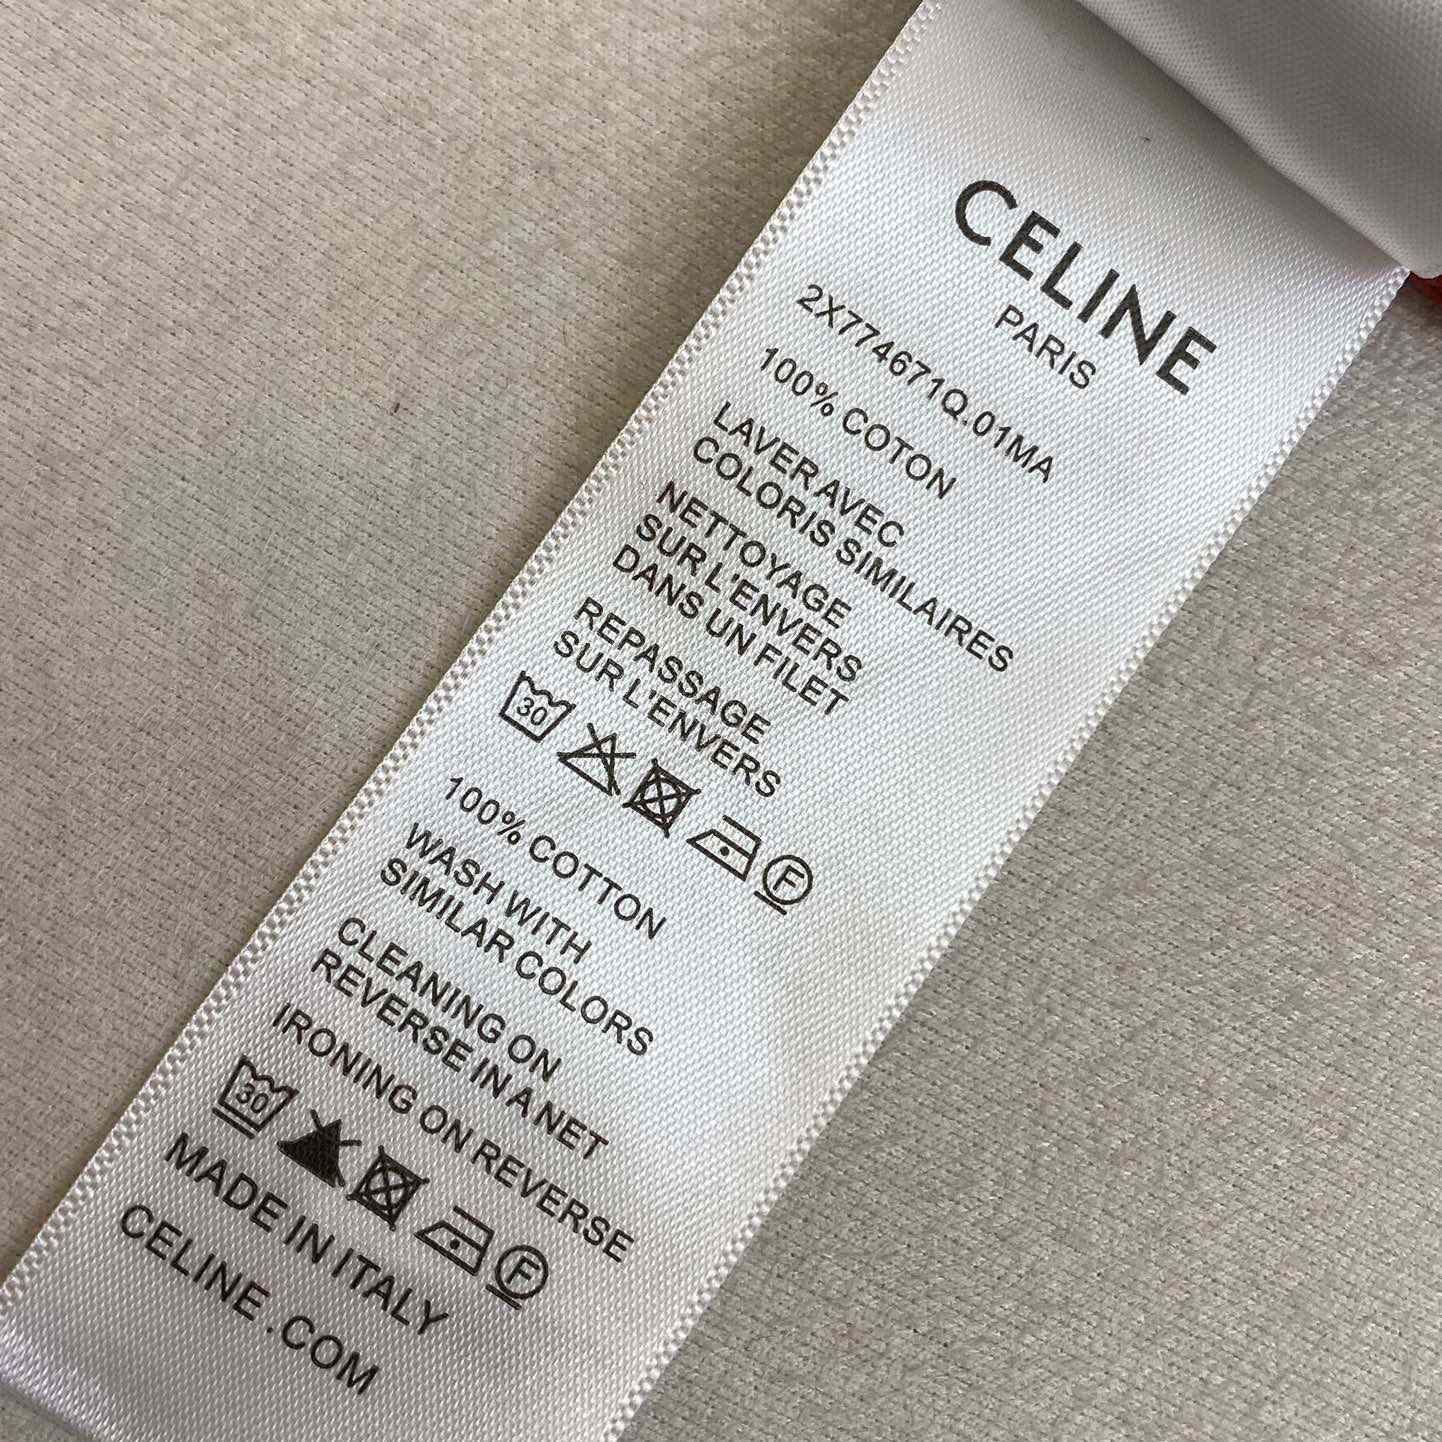 CELINE
PARIS
2X774671Q.01MA
100% COTON
LAVER AVEC
COLORIS SIMILAIRES
NETTOYAGE
SUR L'ENVERS
DANS UN FILET
REPASSAGE
SUR L'ENVERS
30
F
100% COTTON
WASH WITH
SIMILAR COLORS
CLEANING ON
REVERSE IN A NET
IRONING ON REVERSE
30
F
MADE IN ITALY
CELINE.COM